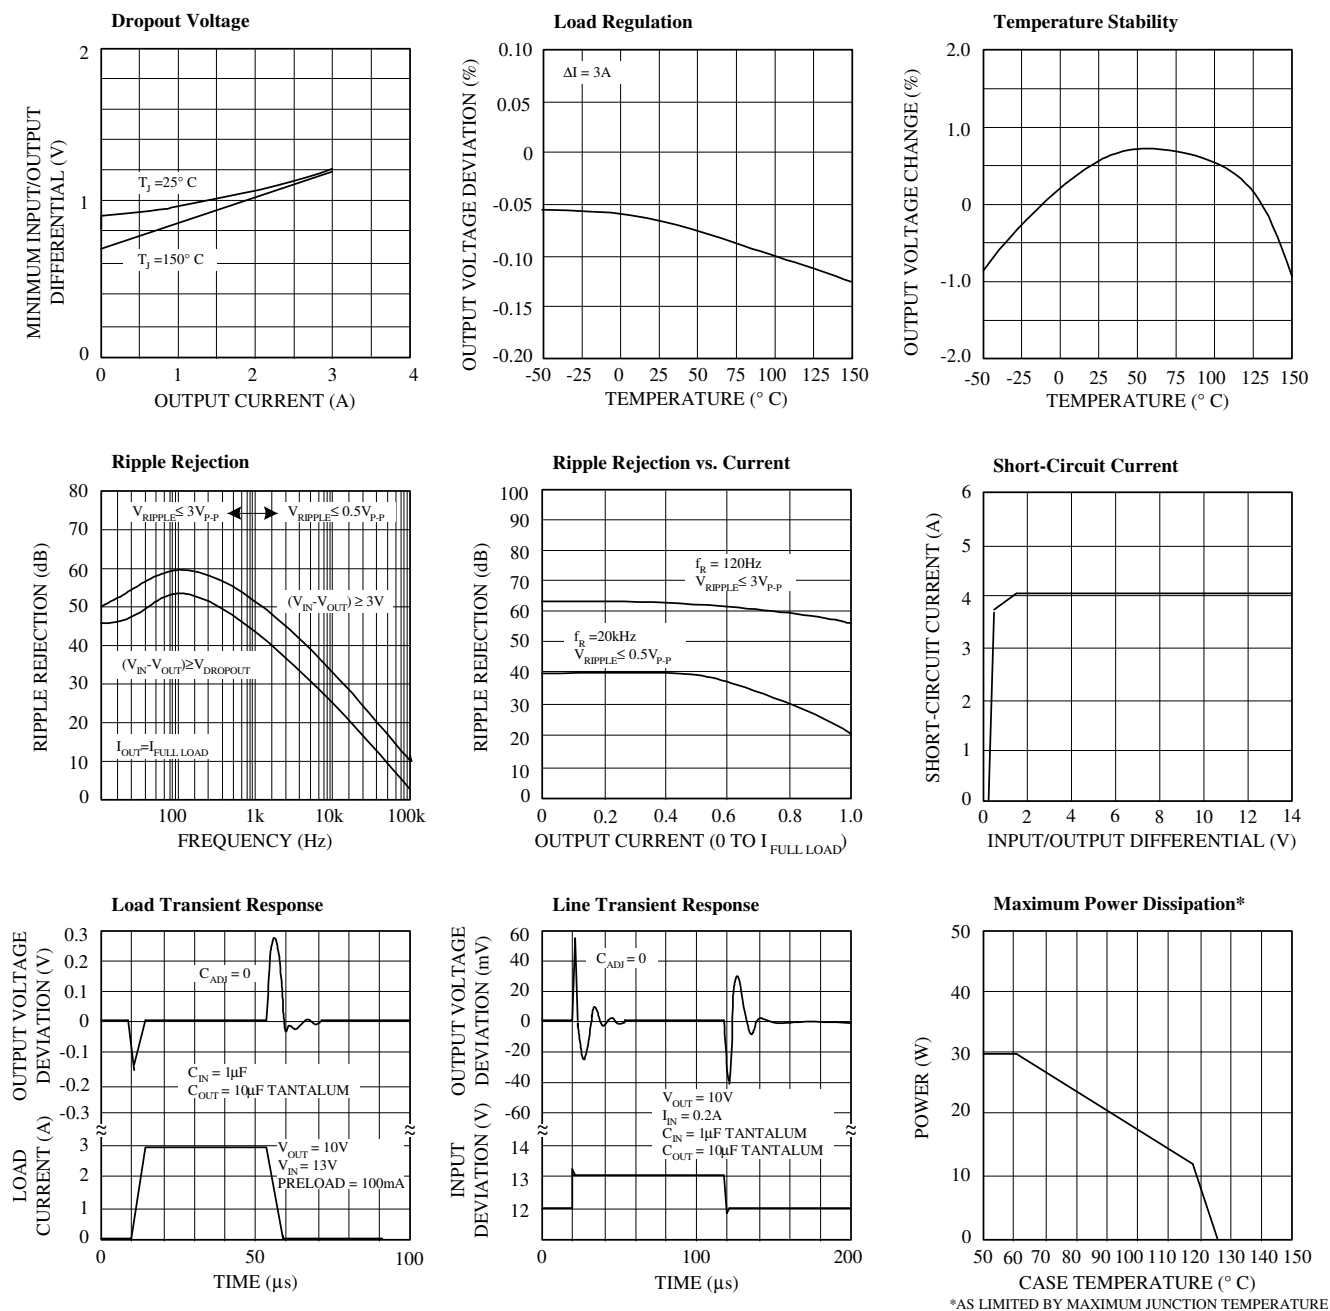 Dropout Voltage
MINIMUM INPUT/OUTPUT
DIFFERENTIAL (V)
2
1
0
T_J =25° C
T_J =150° C
0 1 2 3 4
OUTPUT CURRENT (A)
Load Regulation
OUTPUT VOLTAGE DEVIATION (%)
0.10
0.05
0
-0.05
-0.10
-0.15
-0.20
ΔI = 3A
-50 -25 0 25 50 75 100 125 150
TEMPERATURE (° C)
Temperature Stability
OUTPUT VOLTAGE CHANGE (%)
2.0
1.0
0
-1.0
-2.0
-50 -25 0 25 50 75 100 125 150
TEMPERATURE (° C)
Ripple Rejection
RIPPLE REJECTION (dB)
80
70
60
50
40
30
20
10
0
V_RIPPLE ≤ 3V_P-P
V_RIPPLE ≤ 0.5V_P-P
(V_IN-V_OUT) ≥ 3V
(V_IN-V_OUT)≥V_DROPOUT
I_OUT=I_FULL LOAD
100 1k 10k 100k
FREQUENCY (Hz)
Ripple Rejection vs. Current
RIPPLE REJECTION (dB)
100
90
80
70
60
50
40
30
20
10
0
f_R = 120Hz
V_RIPPLE ≤ 3V_P-P
f_R =20kHz
V_RIPPLE ≤ 0.5V_P-P
0 0.2 0.4 0.6 0.8 1.0
OUTPUT CURRENT (0 TO I_FULL LOAD)
Short-Circuit Current
SHORT-CIRCUIT CURRENT (A)
6
5
4
3
2
1
0
0 2 4 6 8 10 12 14
INPUT/OUTPUT DIFFERENTIAL (V)
Load Transient Response
OUTPUT VOLTAGE
DEVIATION (V)
0.3
0.2
0.1
0
-0.1
-0.2
-0.3
C_ADJ = 0
C_IN = 1µF
C_OUT = 10µF TANTALUM
LOAD
CURRENT (A)
≈ ≈
3
2
1
0
V_OUT = 10V
V_IN = 13V
PRELOAD = 100mA
0 50 100
TIME (µs)
Line Transient Response
OUTPUT VOLTAGE
DEVIATION (mV)
60
40
20
0
-20
-40
-60
C_ADJ = 0
V_OUT = 10V
I_IN = 0.2A
C_IN = 1µF TANTALUM
C_OUT = 10µF TANTALUM
INPUT
DEVIATION (V)
≈ ≈
14
13
12
0 100 200
TIME (µs)
Maximum Power Dissipation*
POWER (W)
50
40
30
20
10
0
50 60 70 80 90 100 110 120 130 140 150
CASE TEMPERATURE (° C)
*AS LIMITED BY MAXIMUM JUNCTION TEMPERATURE